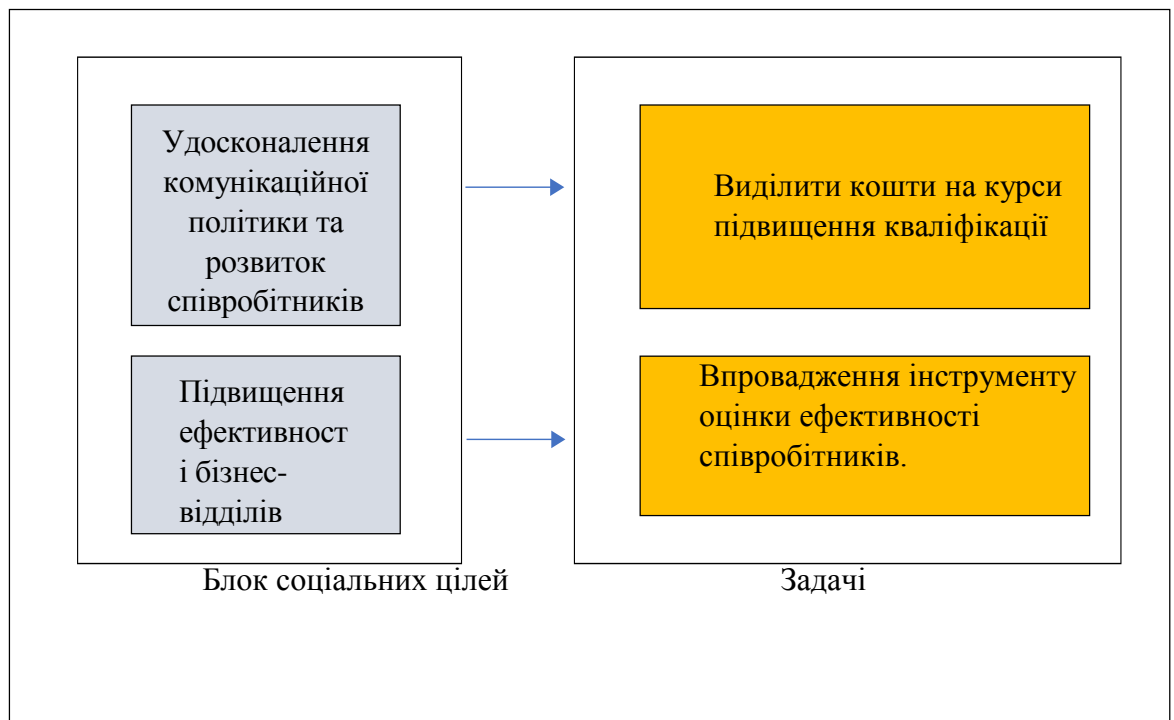 Удосконалення
комунікаційної
політики та
розвиток
співробітників
Виділити кошти на курси
підвищення кваліфікації
Підвищення
ефективност
і бізнес-
відділів
Впровадження інструменту
оцінки ефективності
співробітників.
Блок соціальних цілей
Задачі